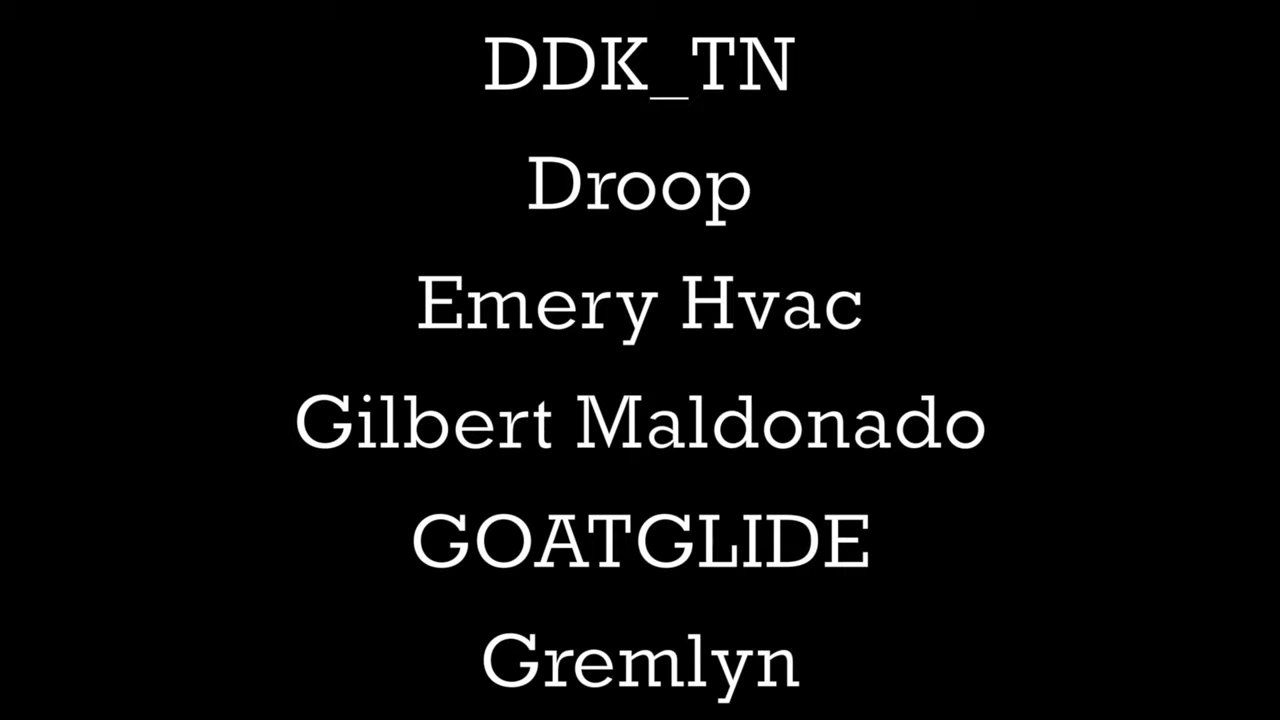 DDK_TN
Droop
Emery Hvac
Gilbert Maldonado
GOATGLIDE
Gremlyn